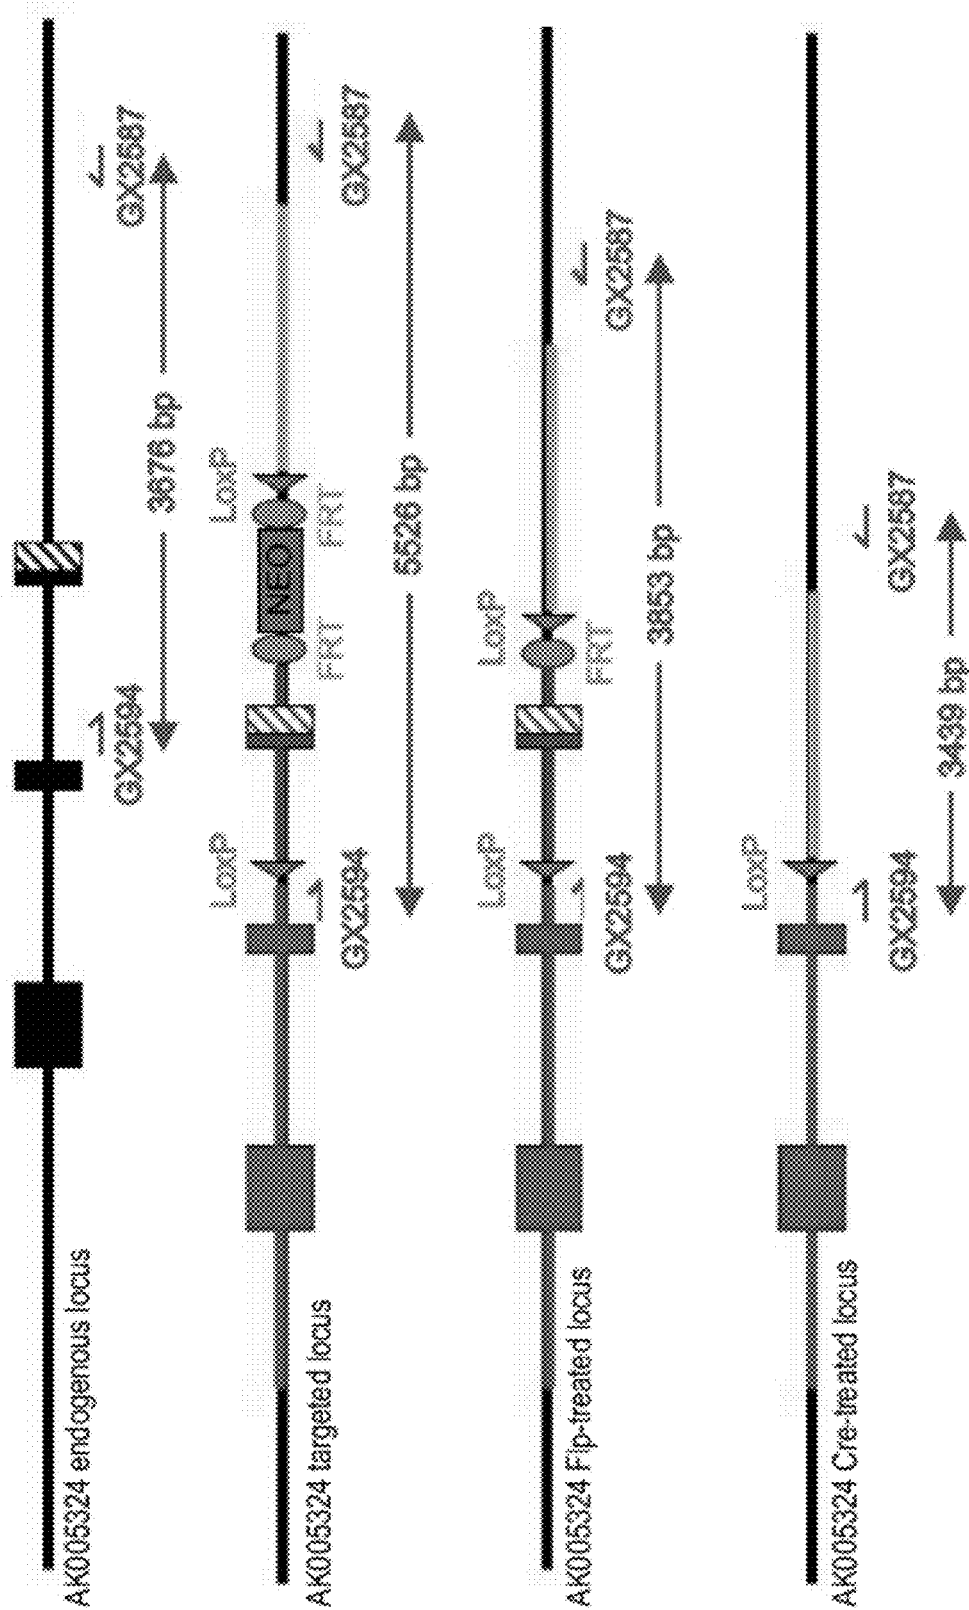 AK005324 endogenous locus
GX2594
3676 bp
GX2587
AK005324 targeted locus
LoxP
FRT
NEO
FRT
LoxP
GX2594
5526 bp
GX2587
AK005324 Flp-treated locus
LoxP
FRT
LoxP
GX2594
3853 bp
GX2587
AK005324 Cre-treated locus
LoxP
GX2594
3439 bp
GX2587